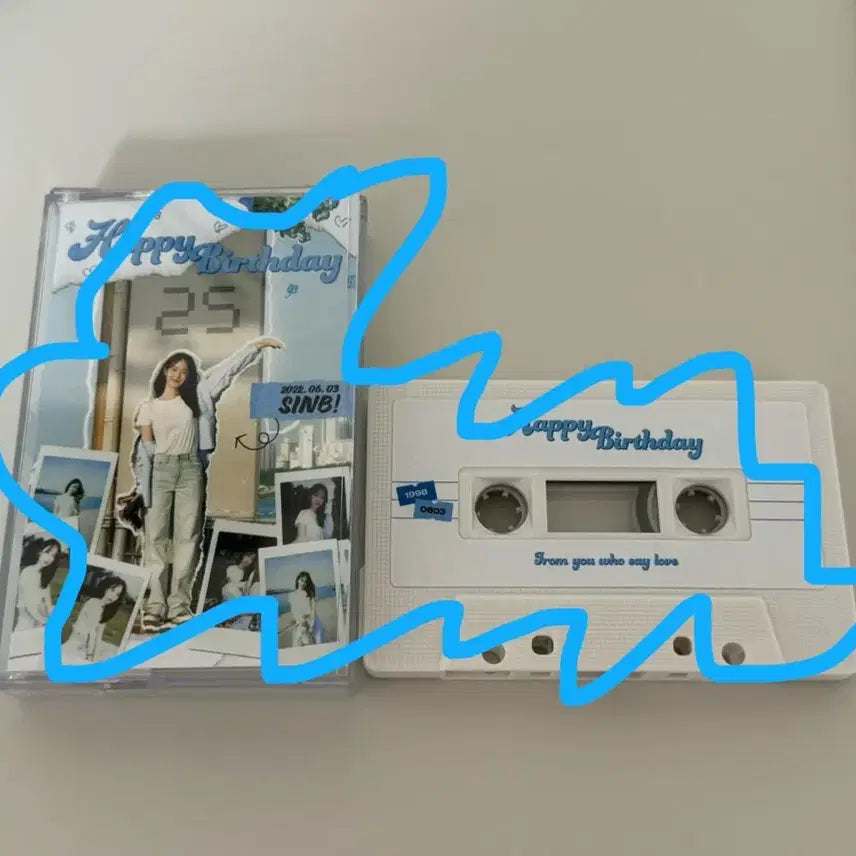 Happy
Birthday
25
2022.06.03
SINB!
Happy
Birthday
1998
0603
From you who say love